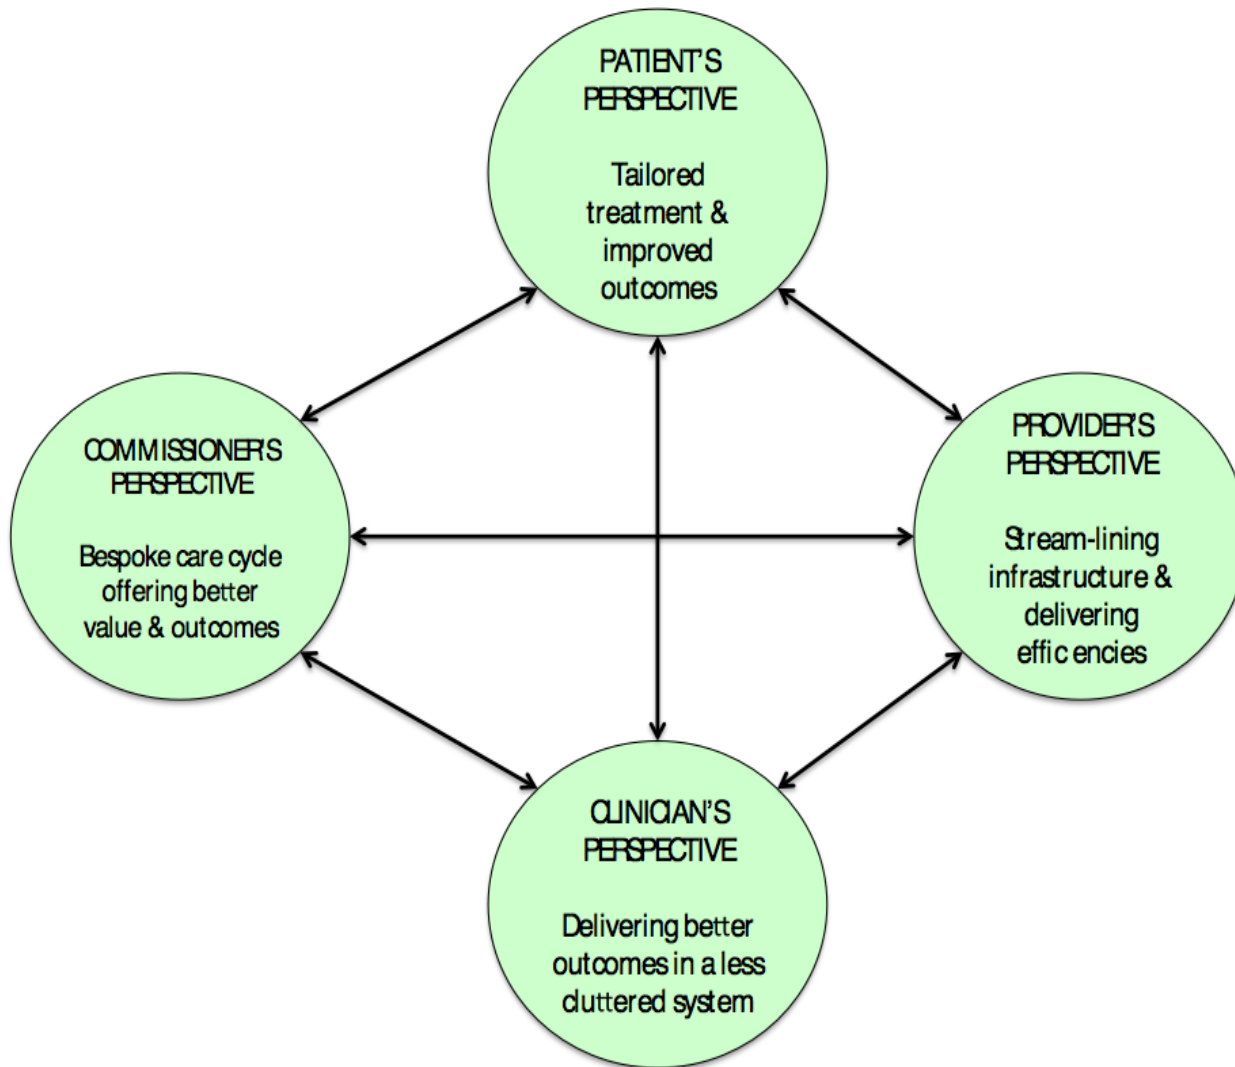 PATIENT'S
PERSPECTIVE
Tailored
treatment &
improved
outcomes
COMMISSIONER'S
PERSPECTIVE
Bespoke care cycle
offering better
value & outcomes
PROVIDER'S
PERSPECTIVE
Stream-lining
infrastructure &
delivering
effic encies
CLINICIAN'S
PERSPECTIVE
Delivering better
outcomes in a less
cluttered system